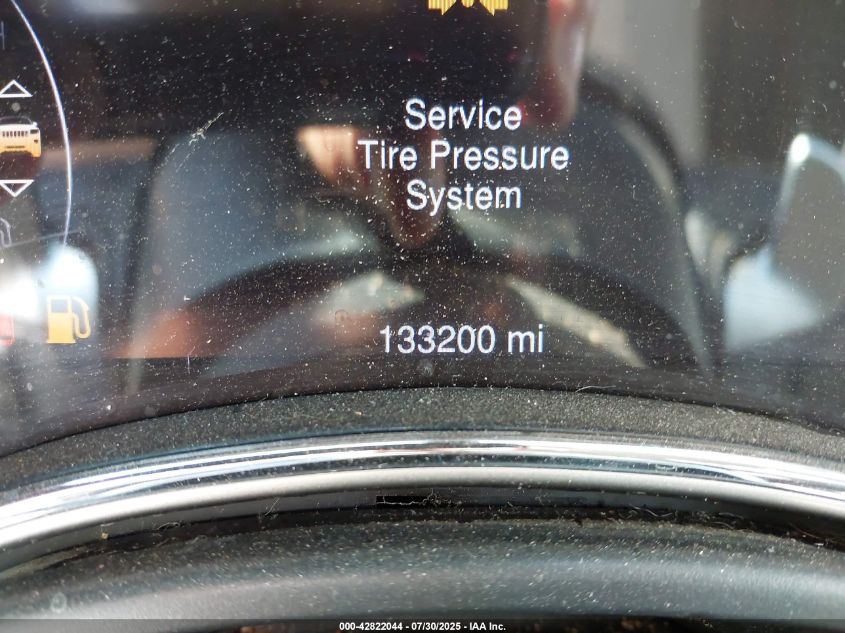 Service
Tire Pressure
System
133200 mi
000-42822044 - 07/30/2025 - IAA Inc.